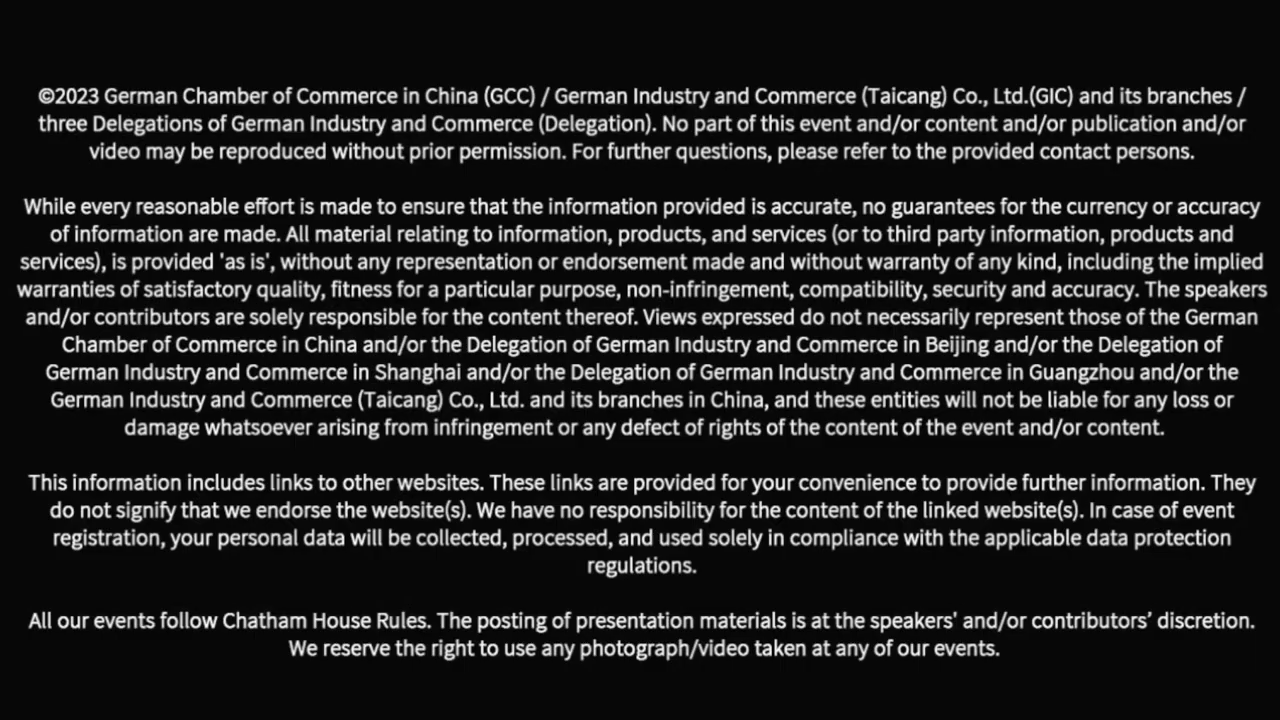 ©2023 German Chamber of Commerce in China (GCC) / German Industry and Commerce (Taicang) Co., Ltd.(GIC) and its branches /
three Delegations of German Industry and Commerce (Delegation). No part of this event and/or content and/or publication and/or
video may be reproduced without prior permission. For further questions, please refer to the provided contact persons.
While every reasonable effort is made to ensure that the information provided is accurate, no guarantees for the currency or accuracy
of information are made. All material relating to information, products, and services (or to third party information, products and
services), is provided 'as is', without any representation or endorsement made and without warranty of any kind, including the implied
warranties of satisfactory quality, fitness for a particular purpose, non-infringement, compatibility, security and accuracy. The speakers
and/or contributors are solely responsible for the content thereof. Views expressed do not necessarily represent those of the German
Chamber of Commerce in China and/or the Delegation of German Industry and Commerce in Beijing and/or the Delegation of
German Industry and Commerce in Shanghai and/or the Delegation of German Industry and Commerce in Guangzhou and/or the
German Industry and Commerce (Taicang) Co., Ltd. and its branches in China, and these entities will not be liable for any loss or
damage whatsoever arising from infringement or any defect of rights of the content of the event and/or content.
This information includes links to other websites. These links are provided for your convenience to provide further information. They
do not signify that we endorse the website(s). We have no responsibility for the content of the linked website(s). In case of event
registration, your personal data will be collected, processed, and used solely in compliance with the applicable data protection
regulations.
All our events follow Chatham House Rules. The posting of presentation materials is at the speakers' and/or contributors’ discretion.
We reserve the right to use any photograph/video taken at any of our events.